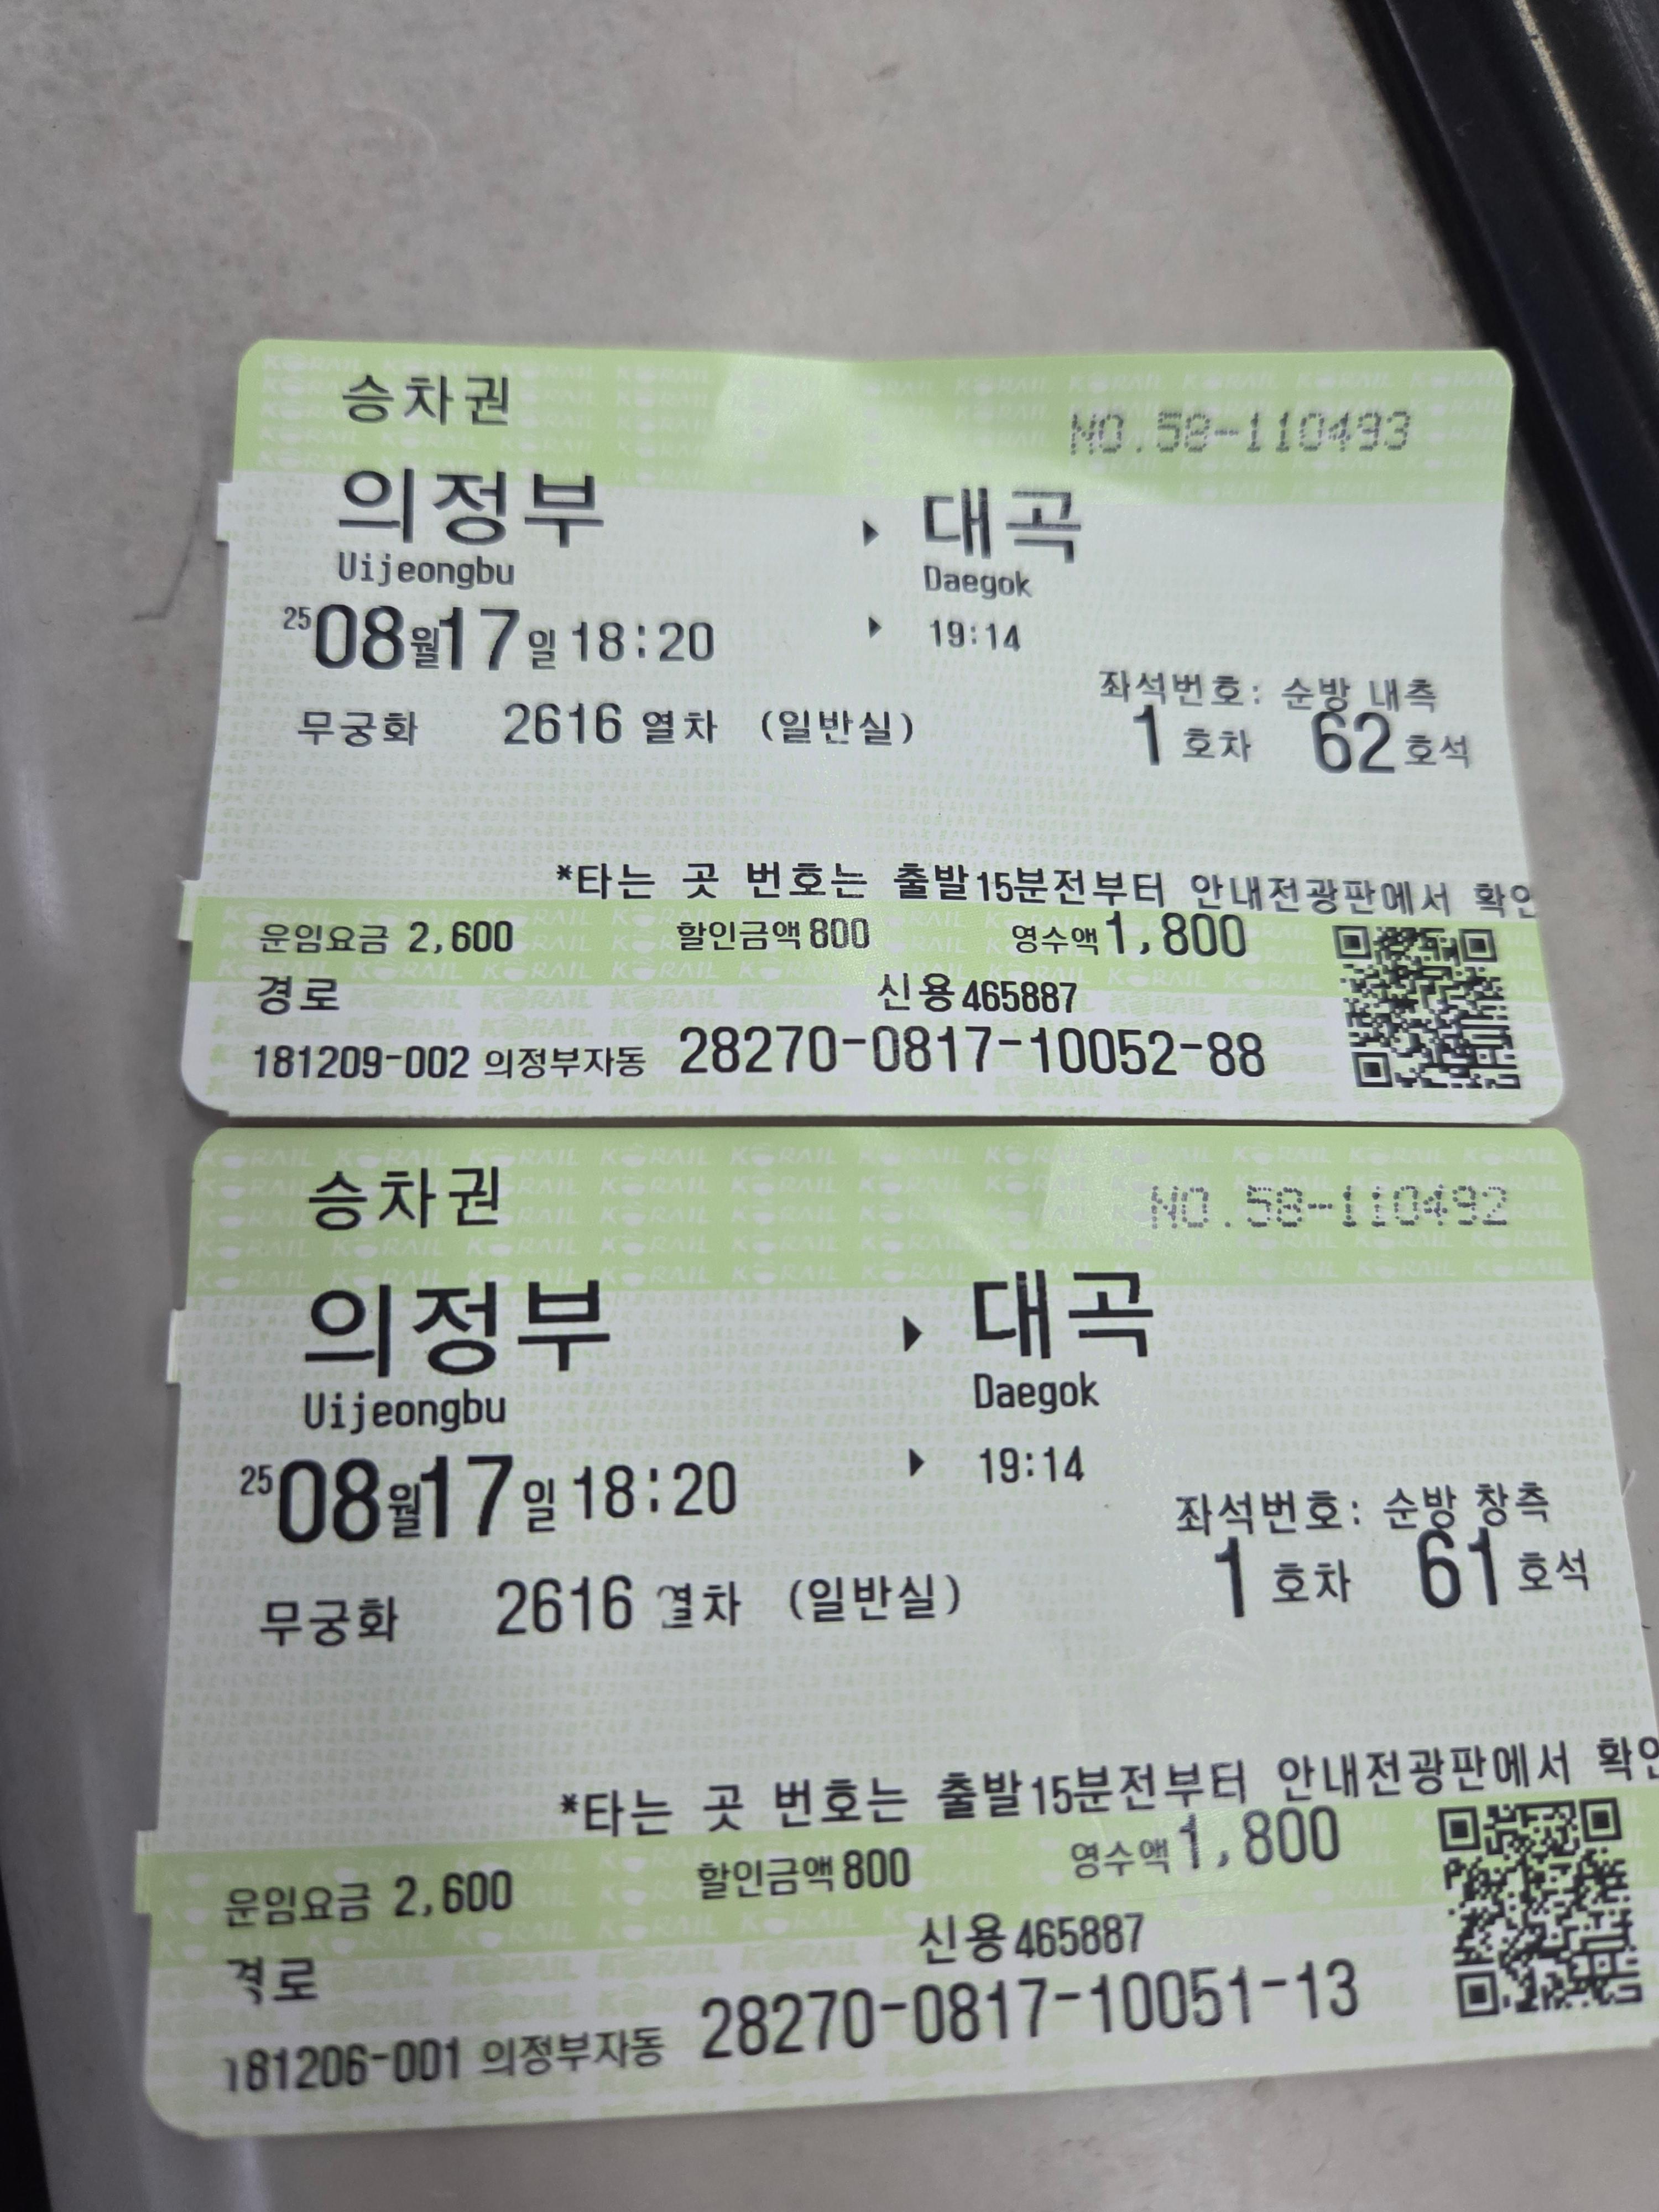 승차권
NO.58-110493
의정부 ▶ 대곡
Uijeongbu Daegok
25 08월17일 18:20 ▶ 19:14
좌석번호: 순방 내측
무궁화 2616 열차 (일반실) 1 호차 62 호석
*타는 곳 번호는 출발15분전부터 안내전광판에서 확인
운임요금 2,600 할인금액 800 영수액 1,800
경로 신용 465887
181209-002 의정부자동 28270-0817-10052-88
승차권
NO.58-110492
의정부 ▶ 대곡
Uijeongbu Daegok
25 08월17일 18:20 ▶ 19:14
좌석번호: 순방 창측
무궁화 2616 열차 (일반실) 1 호차 61 호석
*타는 곳 번호는 출발15분전부터 안내전광판에서 확인
운임요금 2,600 할인금액 800 영수액 1,800
신용 465887
경로
181206-001 의정부자동 28270-0817-10051-13